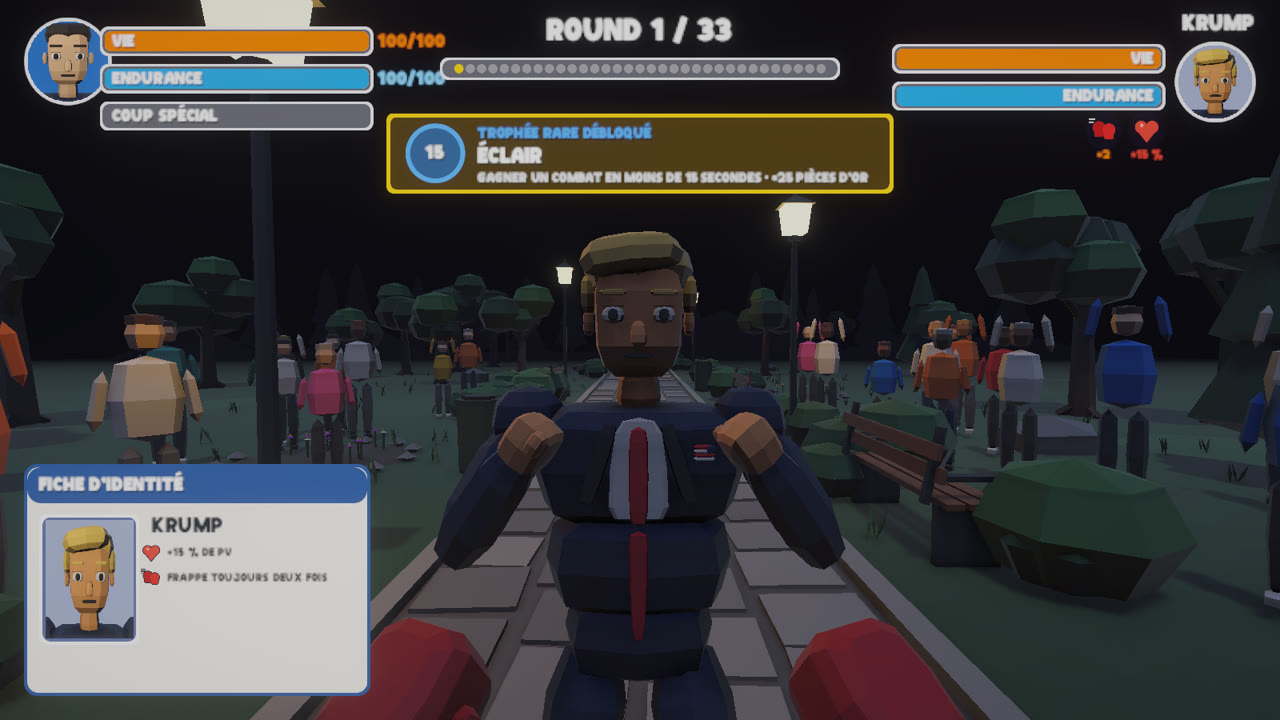 ROUND 1 / 33
KRUMP
VIE
100/100
ENDURANCE
100/100
COUP SPÉCIAL
VIE
ENDURANCE
+2
+15 %
15
TROPHÉE RARE DÉBLOQUÉ
ÉCLAIR
GAGNER UN COMBAT EN MOINS DE 15 SECONDES · +25 PIÈCES D'OR
FICHE D'IDENTITÉ
KRUMP
+15 % DE PV
FRAPPE TOUJOURS DEUX FOIS